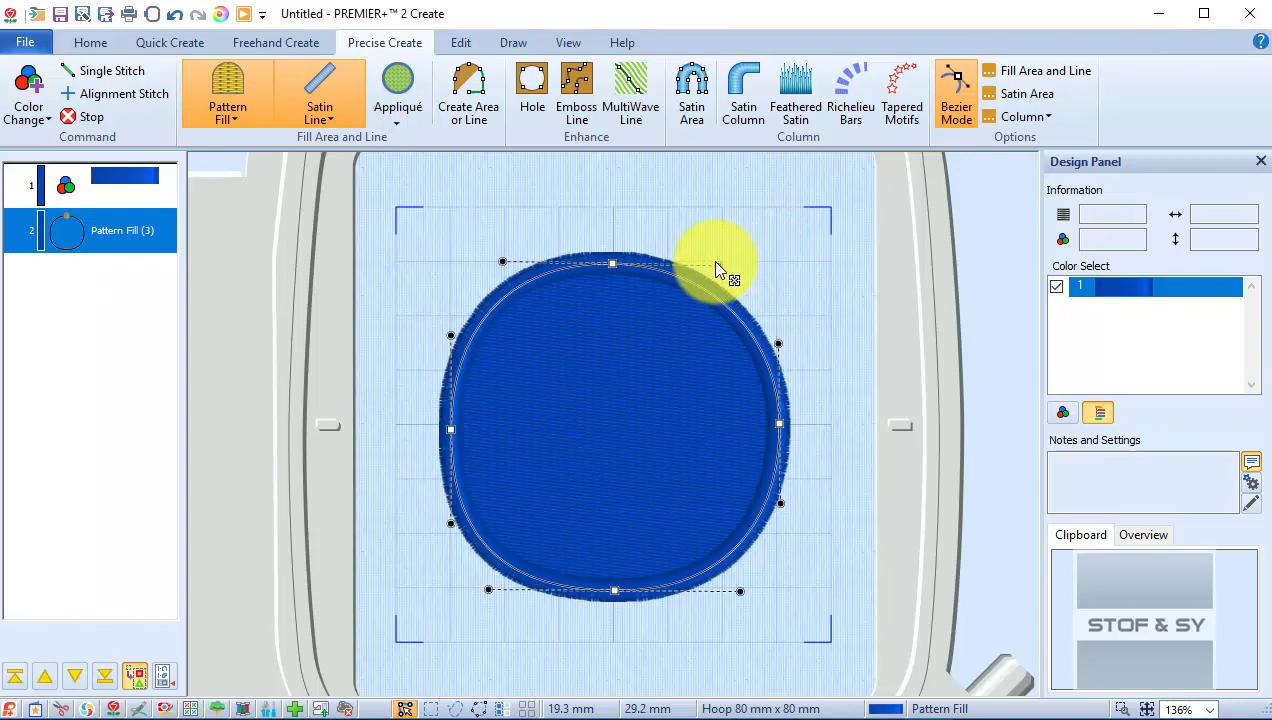 Untitled - PREMIER+™ 2 Create
File Home Quick Create Freehand Create Precise Create Edit Draw View Help
Color Change
Single Stitch
Alignment Stitch
Stop
Command
Pattern Fill
Satin Line
Appliqué
Create Area or Line
Fill Area and Line
Hole
Emboss Line
MultiWave Line
Enhance
Satin Area
Satin Column
Feathered Satin
Richelieu Bars
Tapered Motifs
Column
Bezier Mode
Fill Area and Line
Satin Area
Column
Options
1
2 Pattern Fill (3)
Design Panel
Information
Color Select
1
Notes and Settings
Clipboard Overview
STOF & SY
19.3 mm 29.2 mm Hoop 80 mm x 80 mm Pattern Fill 136%